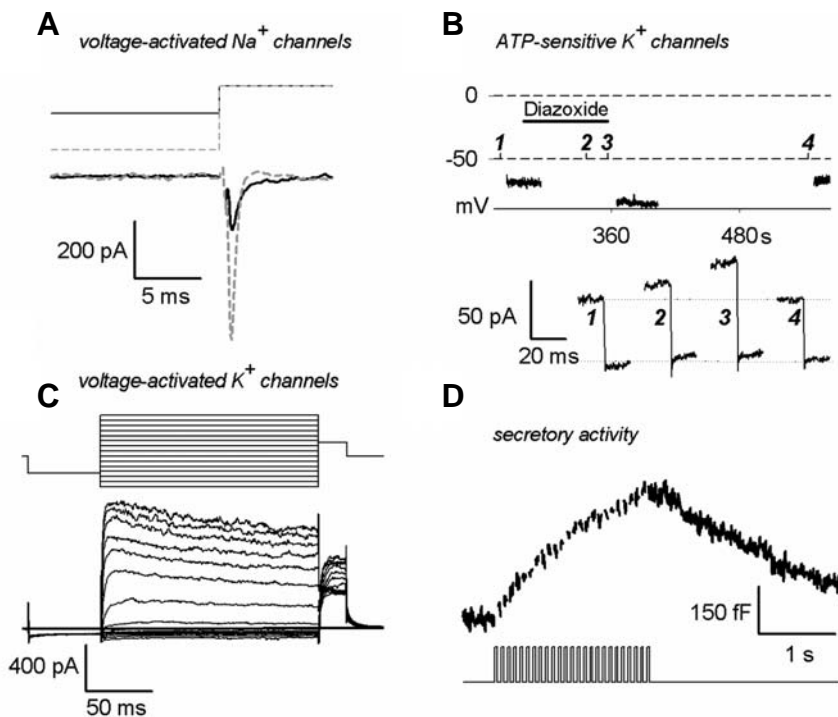 A
voltage-activated Na⁺ channels
200 pA
5 ms
B
ATP-sensitive K⁺ channels
0
Diazoxide
1 2 3 4
-50
mV
360 480s
50 pA
20 ms
1 2 3 4
voltage-activated K⁺ channels
C
400 pA
50 ms
D
secretory activity
150 fF
1 s